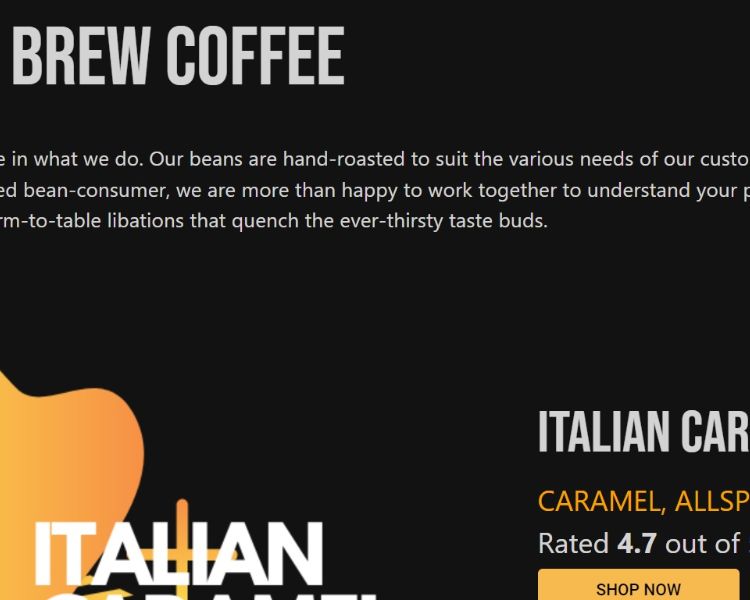 BREW COFFEE
e in what we do. Our beans are hand-roasted to suit the various needs of our custo
ed bean-consumer, we are more than happy to work together to understand your p
rm-to-table libations that quench the ever-thirsty taste buds.
ITALIAN CAR
CARAMEL, ALLSP
Rated 4.7 out of
SHOP NOW
ITALIAN
CARAMEL